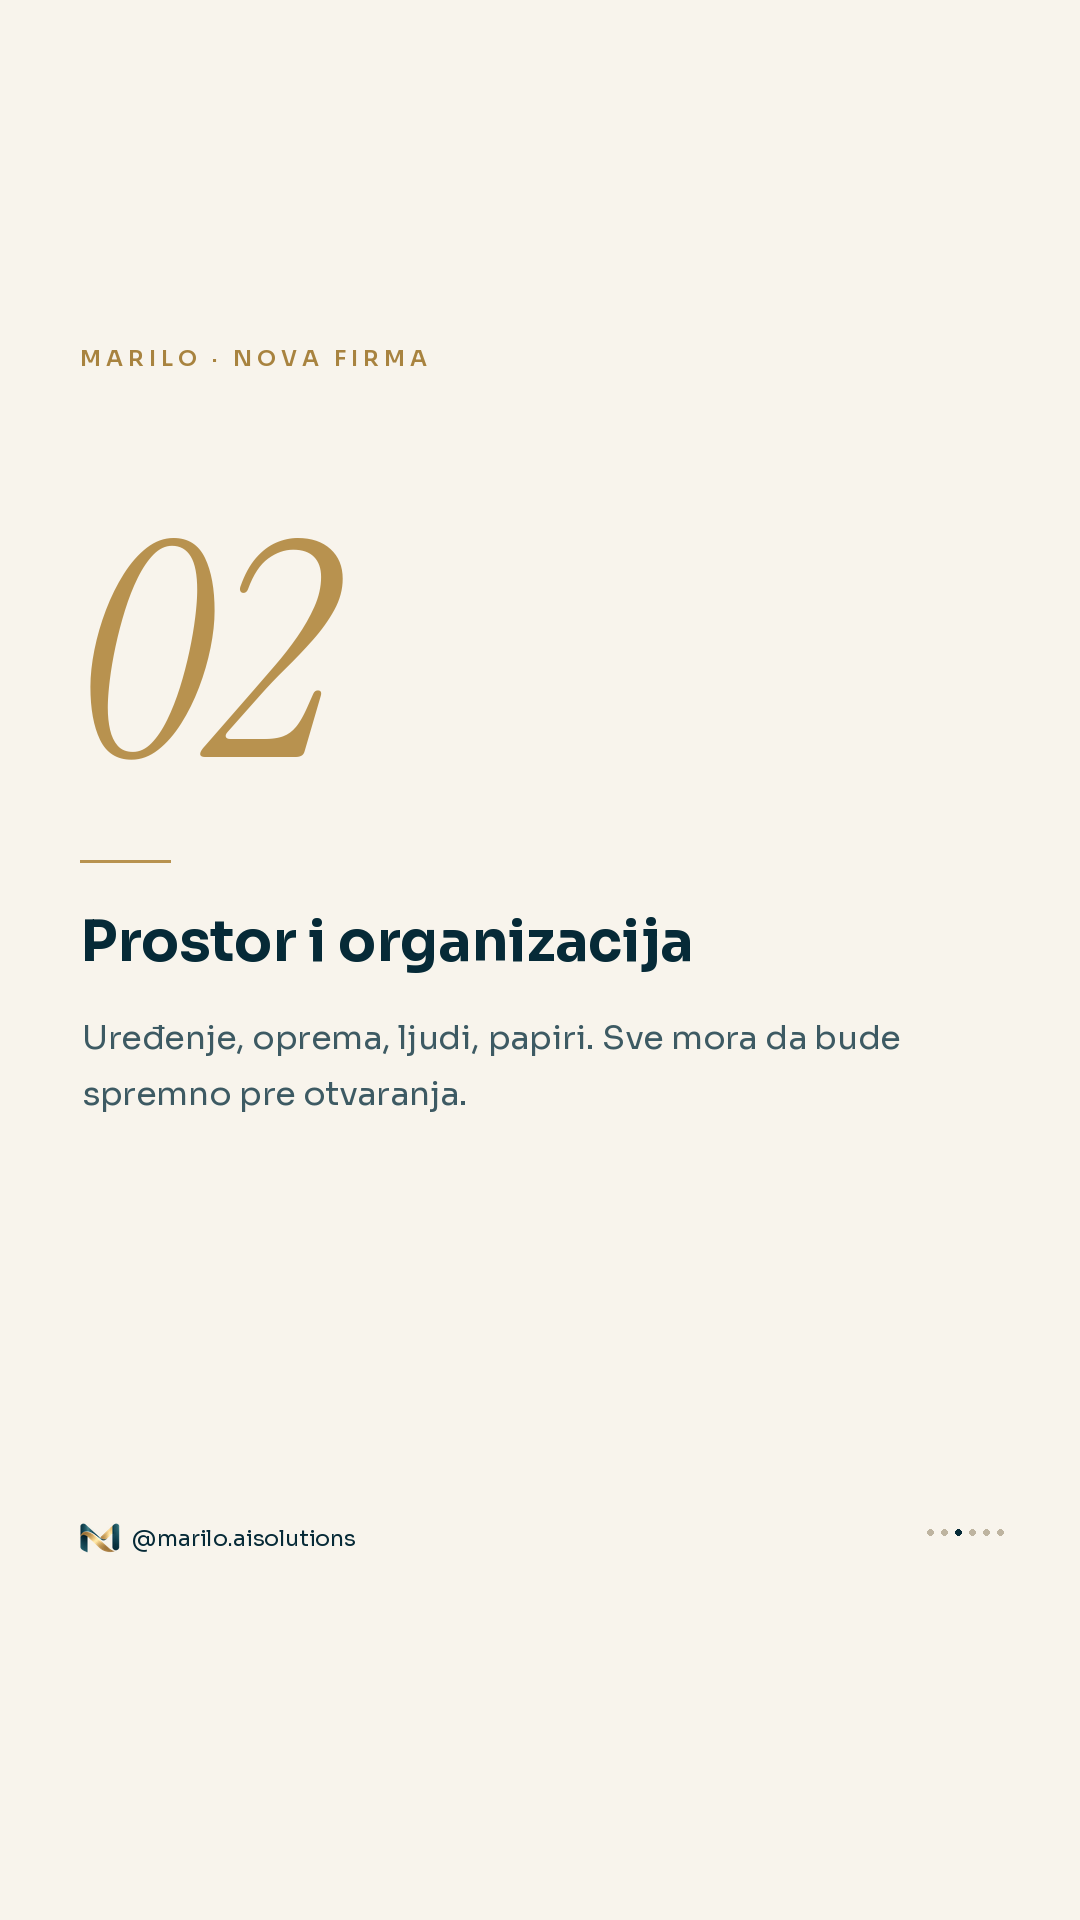 MARILO · NOVA FIRMA
02
Prostor i organizacija
Uređenje, oprema, ljudi, papiri. Sve mora da bude
spremno pre otvaranja.
@marilo.aisolutions